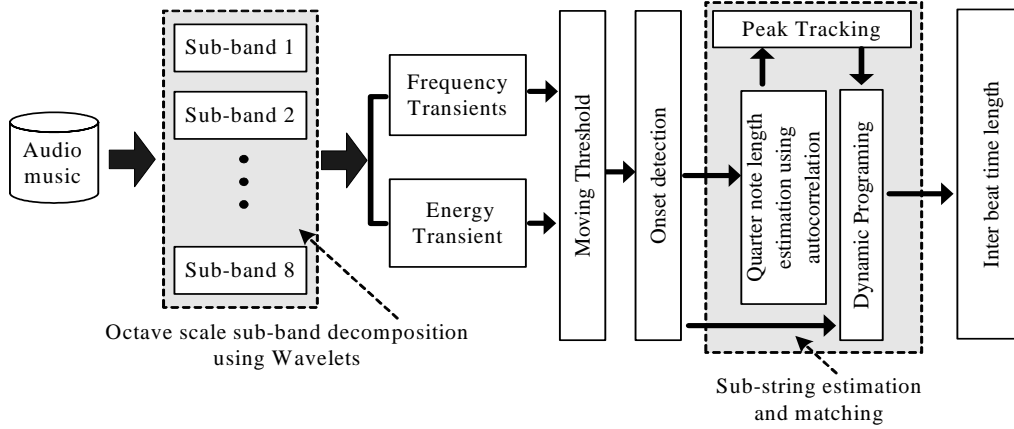 Audio
music
Sub-band 1
Sub-band 2
Sub-band 8
Octave scale sub-band decomposition
using Wavelets
Frequency
Transients
Energy
Transient
Moving Threshold
Onset detection
Peak Tracking
Quarter note length
estimation using
autocorrelation
Dynamic Programing
Sub-string estimation
and matching
Inter beat time length